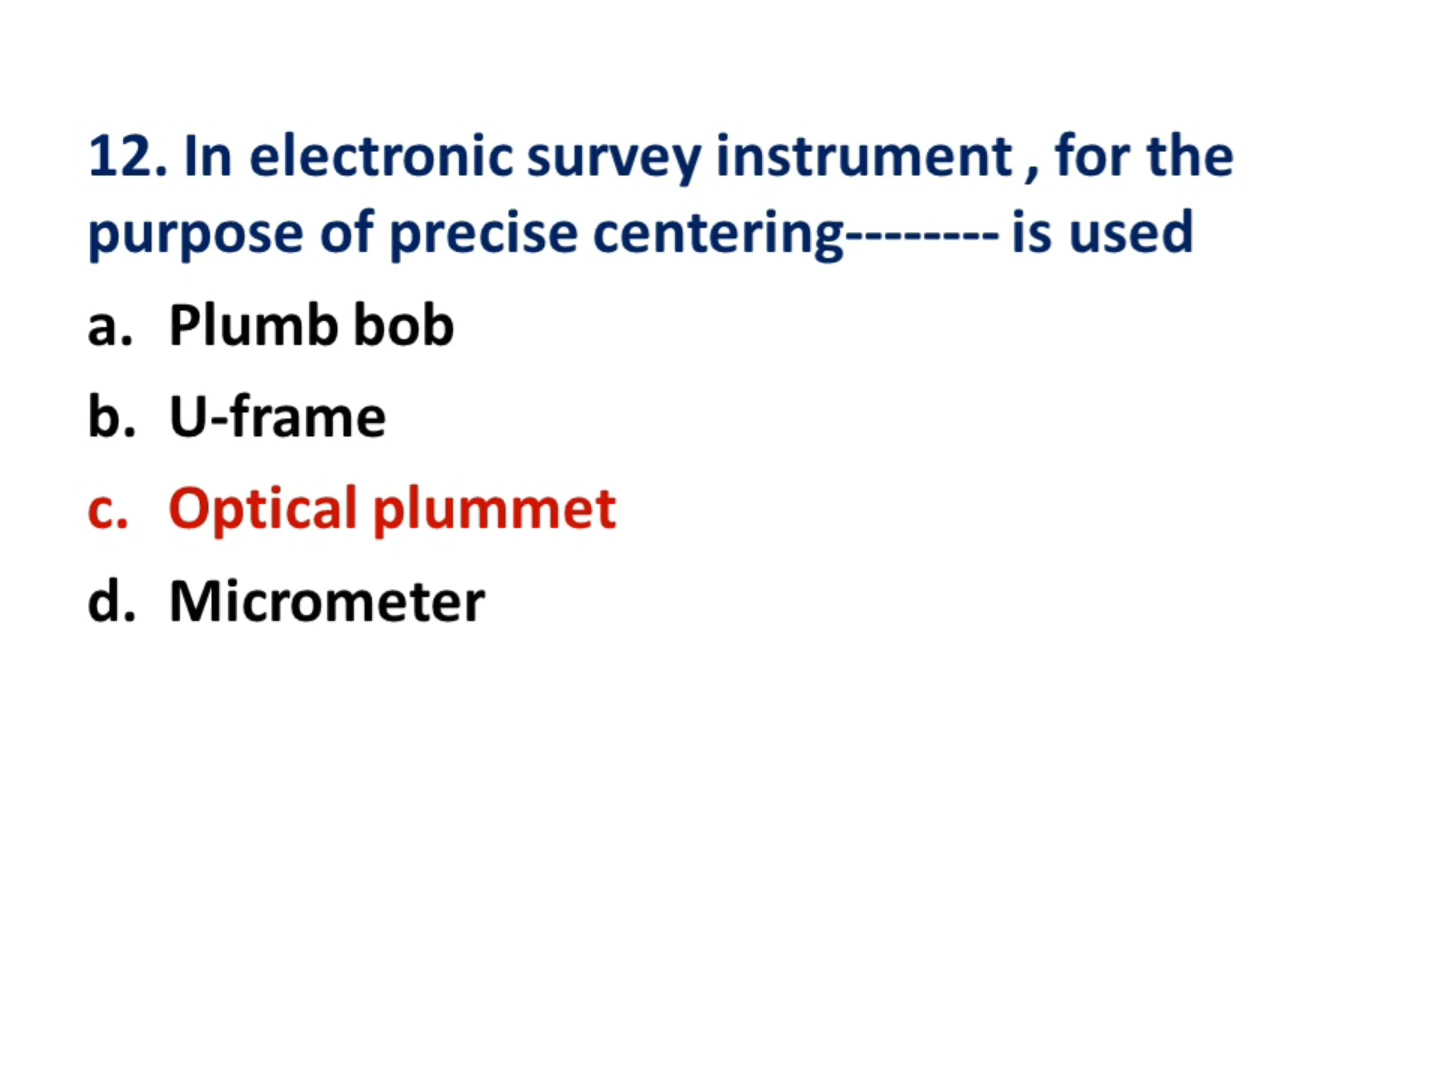 12. In electronic survey instrument , for the
purpose of precise centering-------- is used
a. Plumb bob
b. U-frame
c. Optical plummet
d. Micrometer